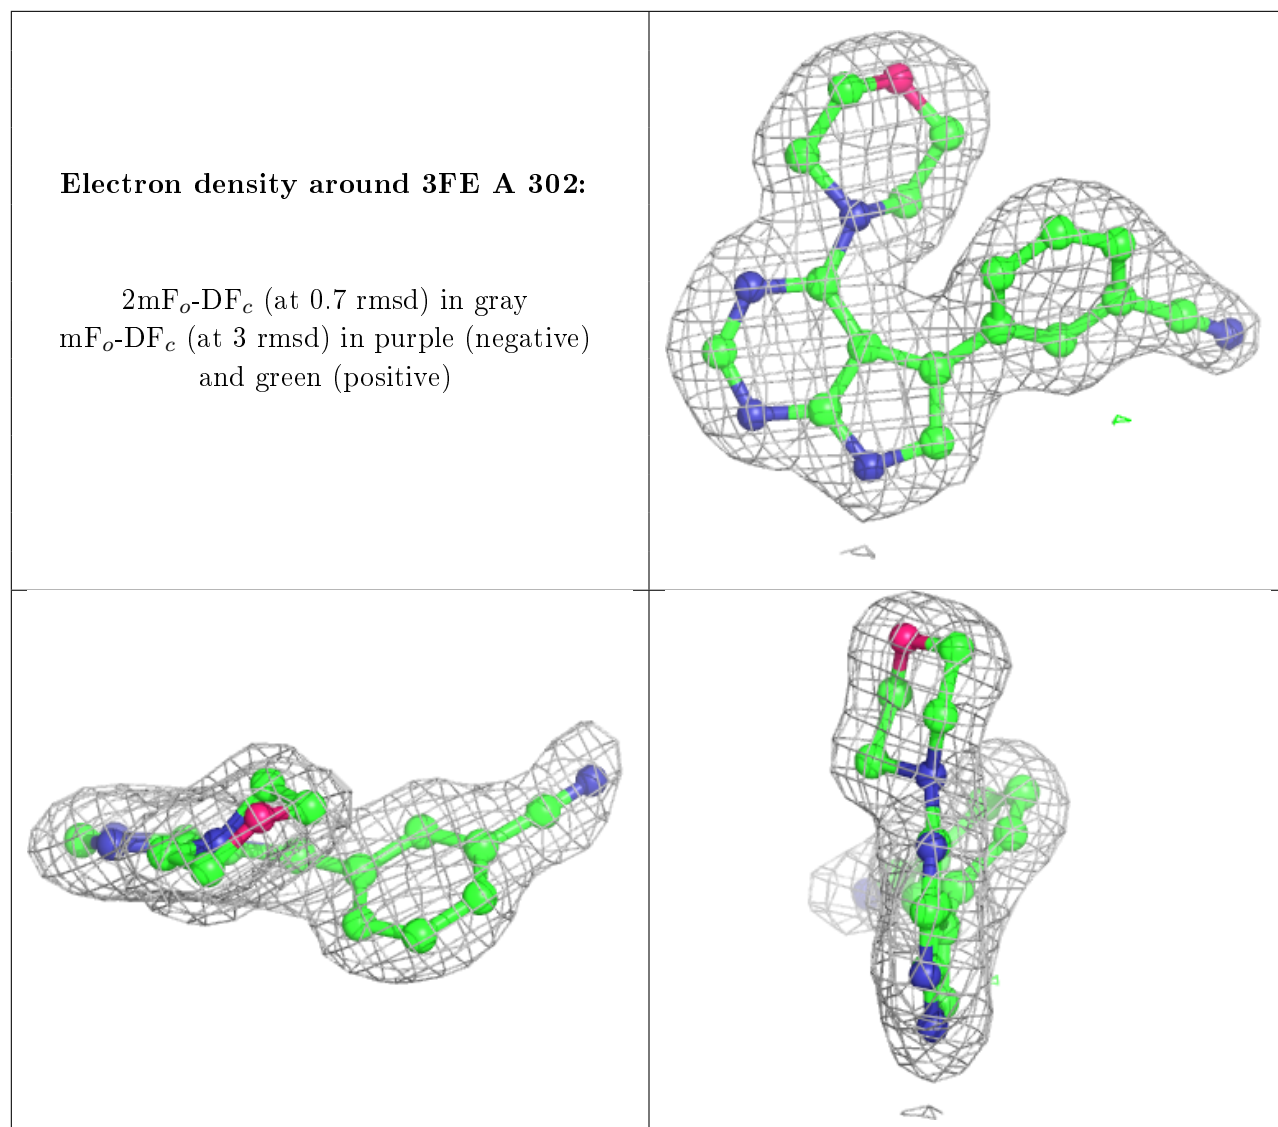 Electron density around 3FE A 302:
2mFo-DFc (at 0.7 rmsd) in gray
mFo-DFc (at 3 rmsd) in purple (negative)
and green (positive)